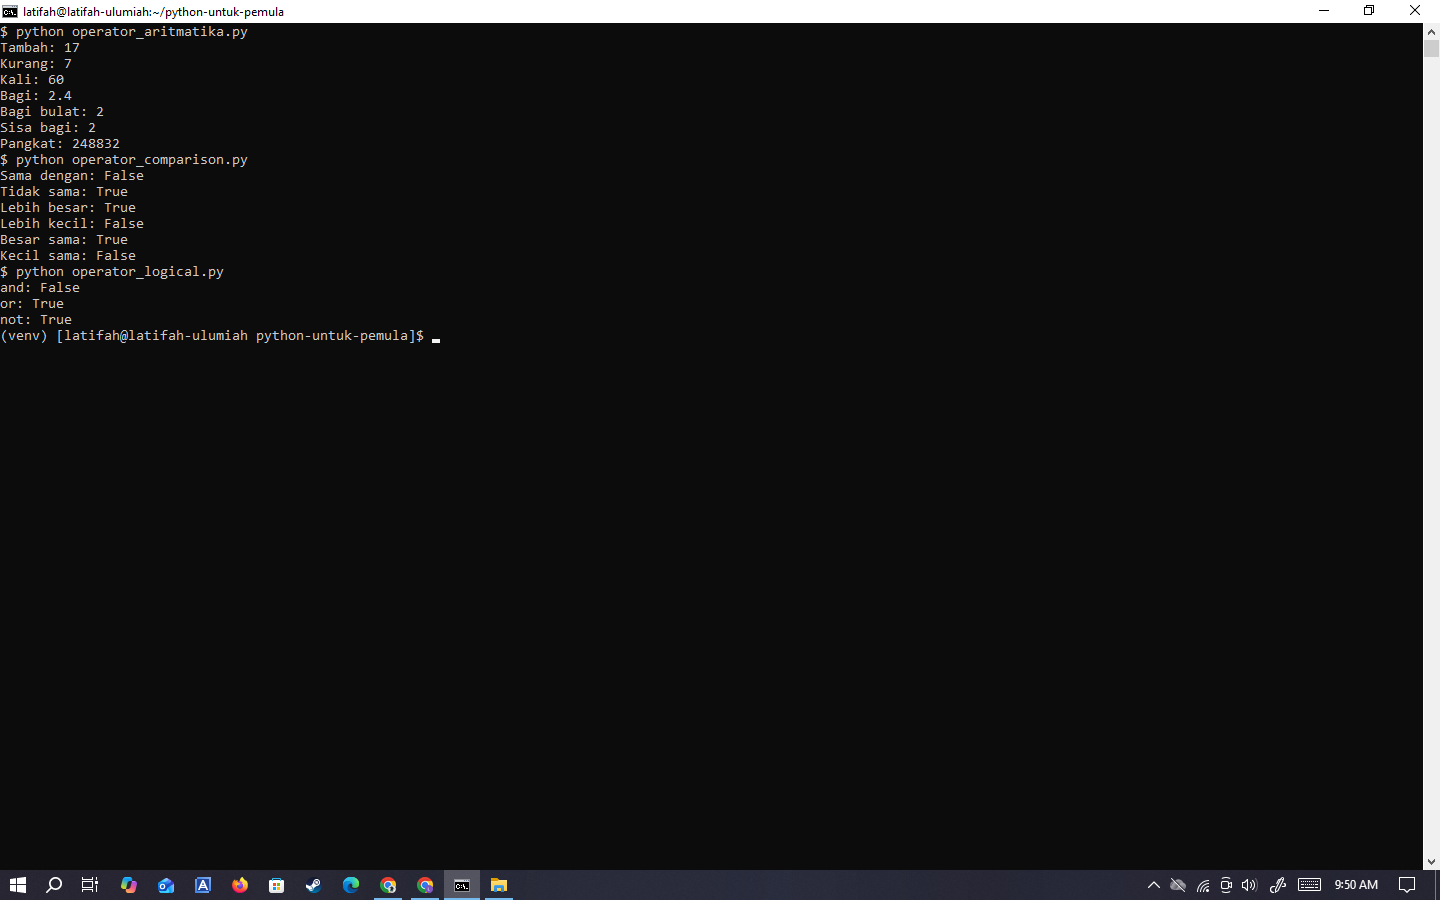 latifah@latifah-ulumiah:~/python-untuk-pemula
$ python operator_aritmatika.py
Tambah: 17
Kurang: 7
Kali: 60
Bagi: 2.4
Bagi bulat: 2
Sisa bagi: 2
Pangkat: 248832
$ python operator_comparison.py
Sama dengan: False
Tidak sama: True
Lebih besar: True
Lebih kecil: False
Besar sama: True
Kecil sama: False
$ python operator_logical.py
and: False
or: True
not: True
(venv) [latifah@latifah-ulumiah python-untuk-pemula]$
9:50 AM